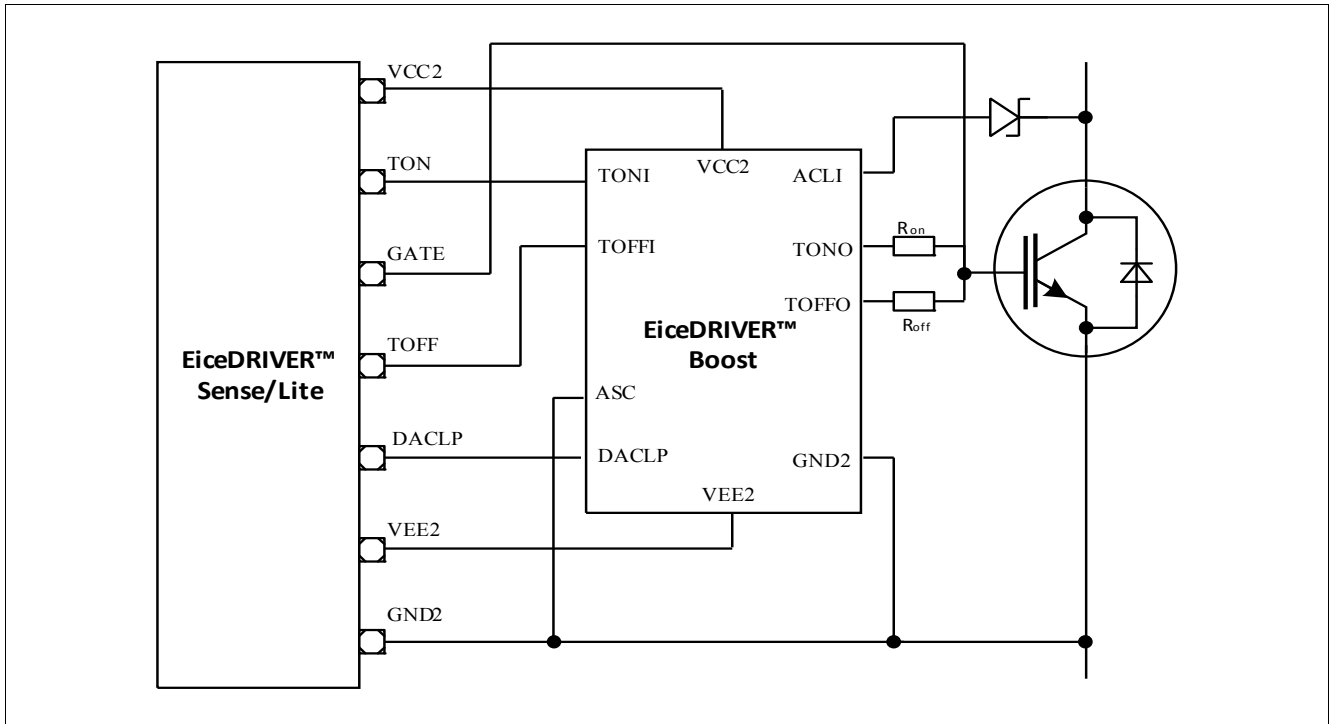 VCC2
TON
GATE
TOFF
DACLP
VEE2
GND2
EiceDRIVER™
Sense/Lite
TONI
VCC2
ACLI
TOFFI
TONO
TOFFO
EiceDRIVER™
Boost
ASC
DACLP
GND2
VEE2
Ron
Roff